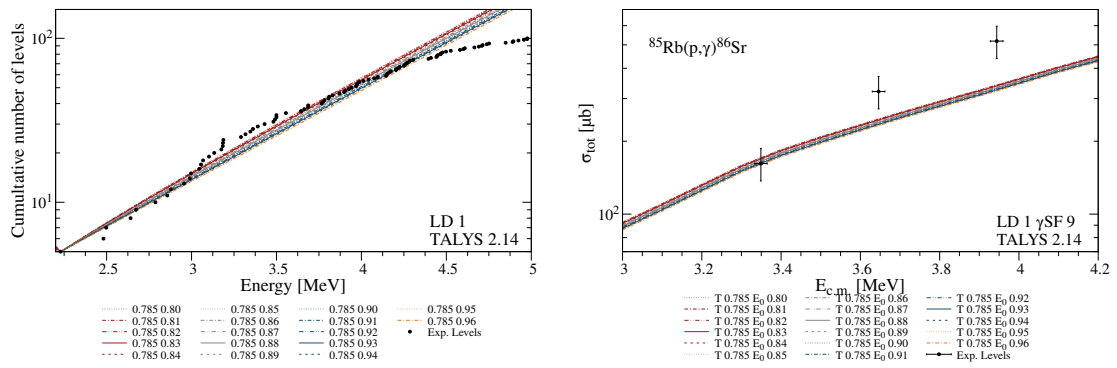 Cumultative number of levels
10²
10¹
LD 1
TALYS 2.14
2.5 3 3.5 4 4.5 5
Energy [MeV]
0.785 0.80 0.785 0.85 0.785 0.90 0.785 0.95
0.785 0.81 0.785 0.86 0.785 0.91 0.785 0.96
0.785 0.82 0.785 0.87 0.785 0.92 Exp. Levels
0.785 0.83 0.785 0.88 0.785 0.93
0.785 0.84 0.785 0.89 0.785 0.94
⁸⁵Rb(p,γ)⁸⁶Sr
σtot [μb]
10²
LD 1 γSF 9
TALYS 2.14
3 3.2 3.4 3.6 3.8 4 4.2
Ec.m. [MeV]
T 0.785 E₀ 0.80 T 0.785 E₀ 0.86 T 0.785 E₀ 0.92
T 0.785 E₀ 0.81 T 0.785 E₀ 0.87 T 0.785 E₀ 0.93
T 0.785 E₀ 0.82 T 0.785 E₀ 0.88 T 0.785 E₀ 0.94
T 0.785 E₀ 0.83 T 0.785 E₀ 0.89 T 0.785 E₀ 0.95
T 0.785 E₀ 0.84 T 0.785 E₀ 0.90 T 0.785 E₀ 0.96
T 0.785 E₀ 0.85 T 0.785 E₀ 0.91 Exp. Levels